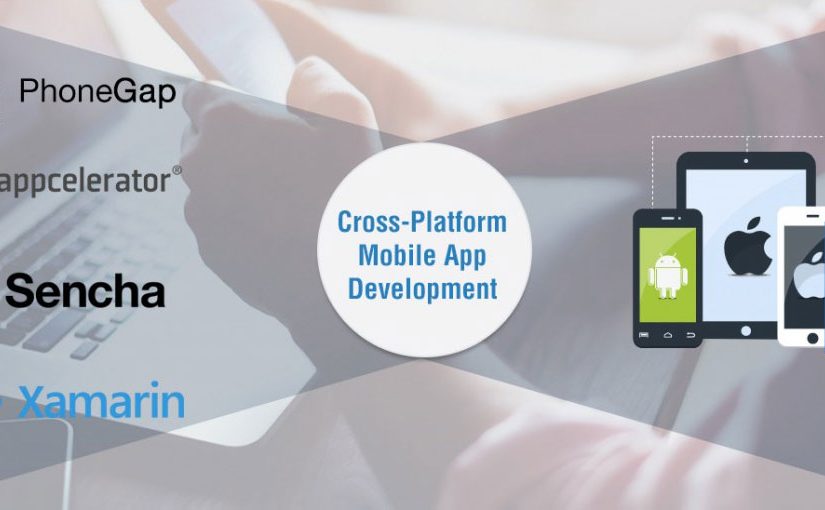 PhoneGap
appcelerator®
Sencha
Xamarin
Cross-Platform
Mobile App
Development